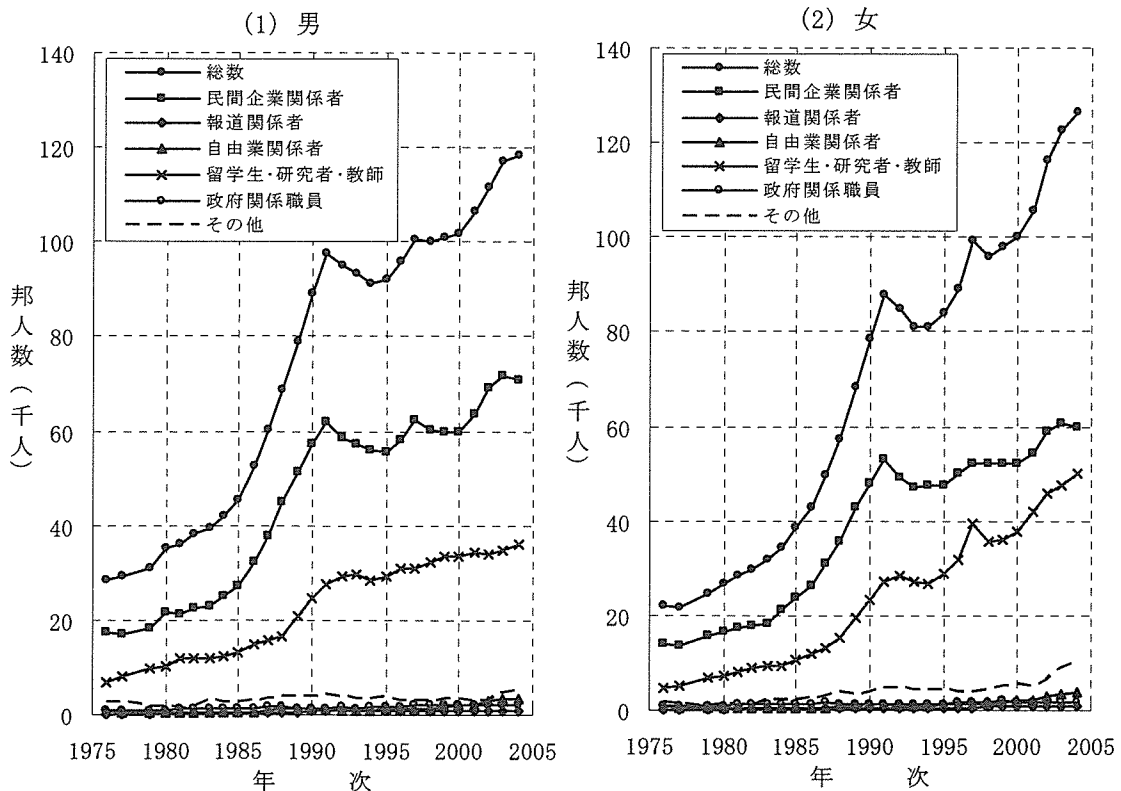 (1) 男
140
120
100
80
60
40
20
0
総数
民間企業関係者
報道関係者
自由業関係者
留学生・研究者・教師
政府関係職員
その他
邦人数（千人）
1975 1980 1985 1990 1995 2000 2005
年 次
(2) 女
140
120
100
80
60
40
20
0
総数
民間企業関係者
報道関係者
自由業関係者
留学生・研究者・教師
政府関係職員
その他
邦人数（千人）
1975 1980 1985 1990 1995 2000 2005
年 次